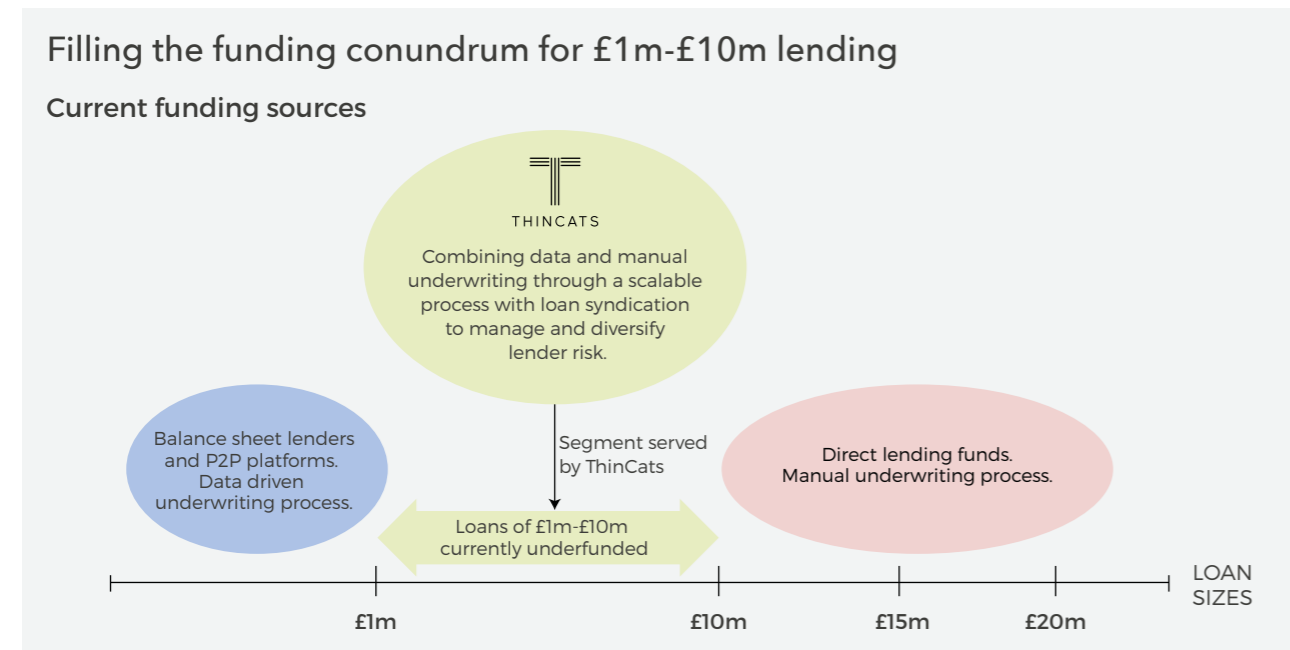 Filling the funding conundrum for £1m-£10m lending
Current funding sources
THINCATS
Combining data and manual
underwriting through a scalable
process with loan syndication
to manage and diversify
lender risk.
Balance sheet lenders
and P2P platforms.
Data driven
underwriting process.
Segment served
by ThinCats
Direct lending funds.
Manual underwriting process.
Loans of £1m-£10m
currently underfunded
LOAN
SIZES
£1m
£10m
£15m
£20m